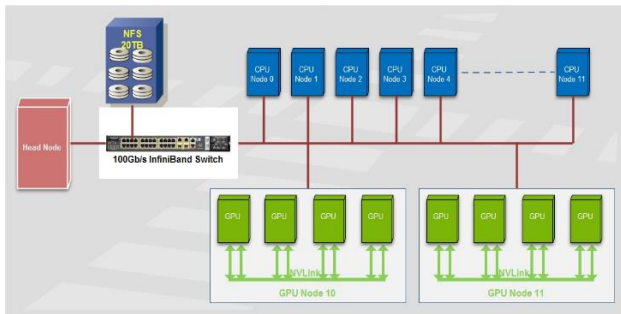 NFS
20TB
CPU
Node 0
CPU
Node 1
CPU
Node 2
CPU
Node 3
CPU
Node 4
CPU
Node 11
Head Node
100Gb/s InfiniBand Switch
GPU
GPU
GPU
GPU
NVLink
GPU Node 10
GPU
GPU
GPU
GPU
NVLink
GPU Node 11